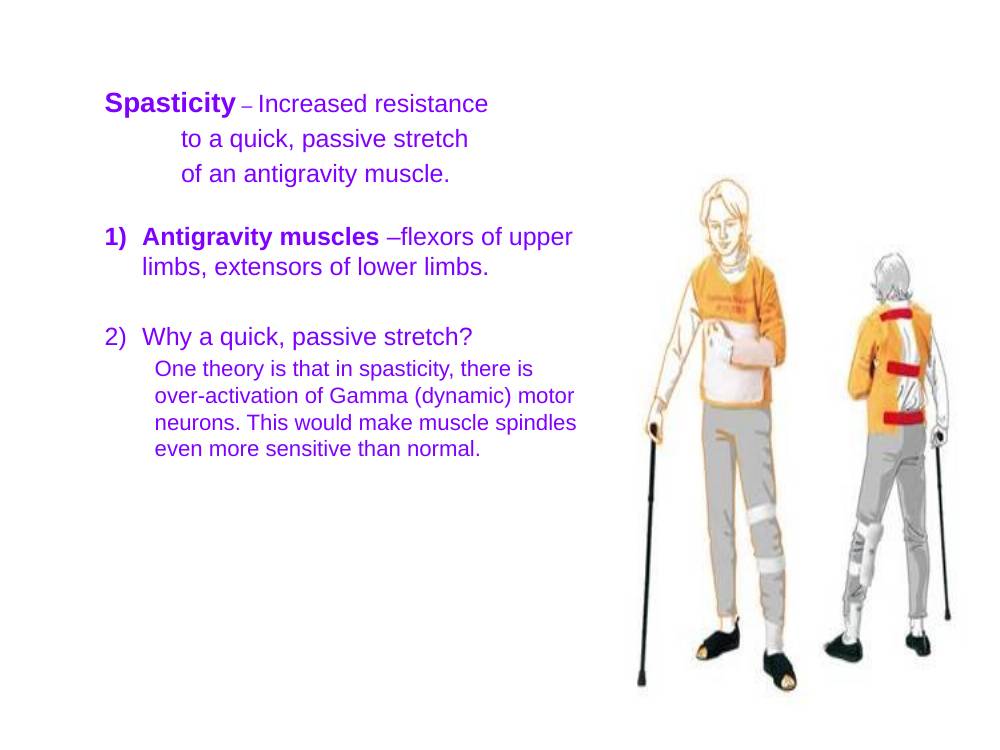 Spasticity – Increased resistance
to a quick, passive stretch
of an antigravity muscle.
1) Antigravity muscles –flexors of upper
limbs, extensors of lower limbs.
2) Why a quick, passive stretch?
One theory is that in spasticity, there is
over-activation of Gamma (dynamic) motor
neurons. This would make muscle spindles
even more sensitive than normal.